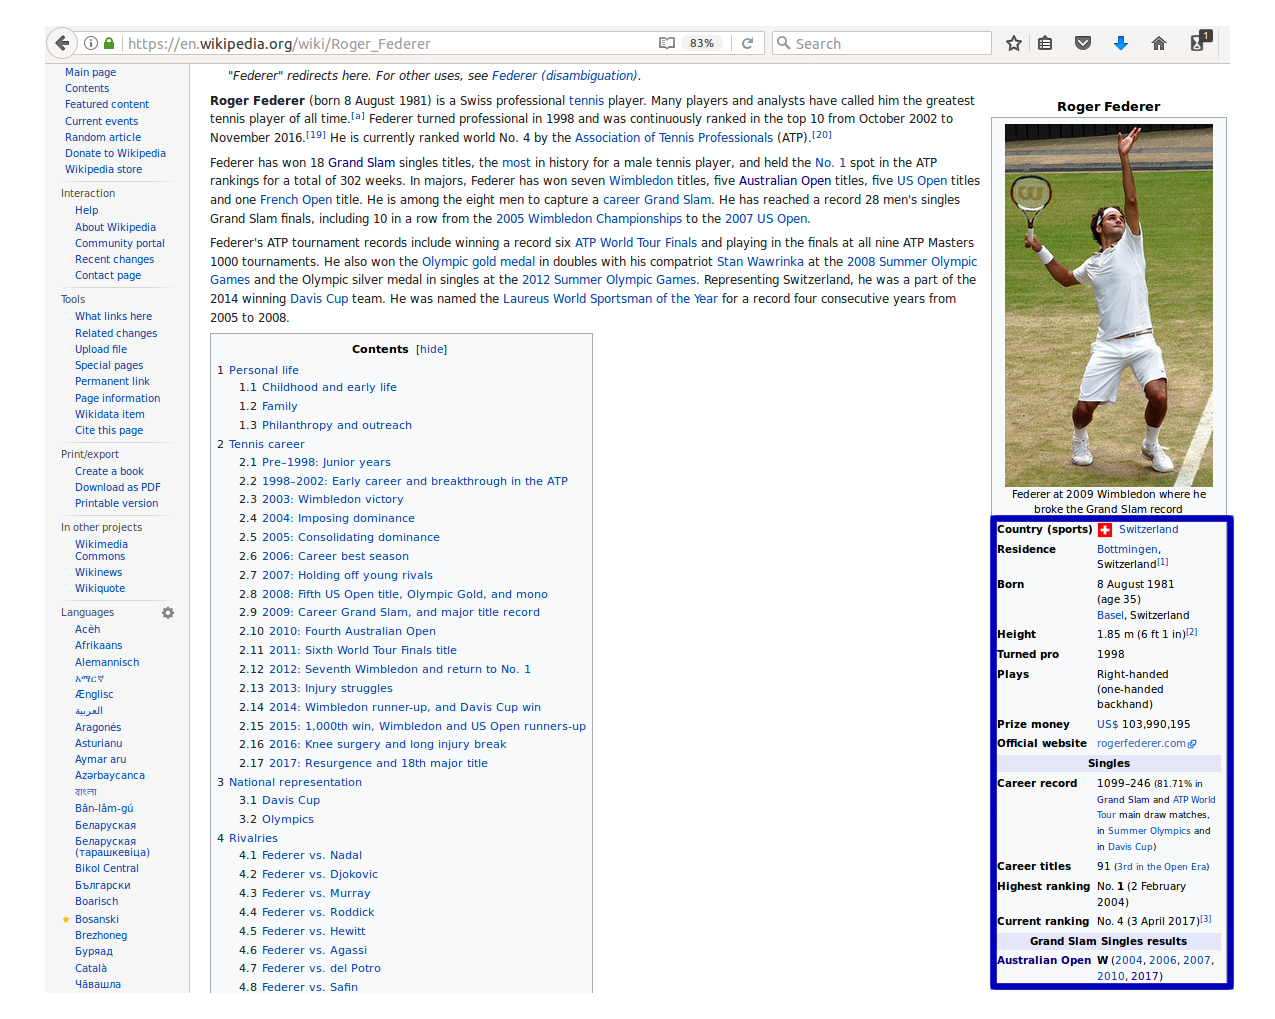 https://en.wikipedia.org/wiki/Roger_Federer
83%
Search
1
Main page
Contents
Featured content
Current events
Random article
Donate to Wikipedia
Wikipedia store
Interaction
Help
About Wikipedia
Community portal
Recent changes
Contact page
Tools
What links here
Related changes
Upload file
Special pages
Permanent link
Page information
Wikidata item
Cite this page
Print/export
Create a book
Download as PDF
Printable version
In other projects
Wikimedia
Commons
Wikinews
Wikiquote
Languages
Acèh
Afrikaans
Alemannisch
አማርኛ
Ænglisc
العربية
Aragonés
Asturianu
Aymar aru
Azərbaycanca
বাংলা
Bân-lâm-gú
Беларуская
Беларуская
(тарашкевіца)
Bikol Central
Български
Boarisch
Bosanski
Brezhoneg
Буряад
Català
Чӑвашла
"Federer" redirects here. For other uses, see Federer (disambiguation).
Roger Federer (born 8 August 1981) is a Swiss professional tennis player. Many players and analysts have called him the greatest
tennis player of all time.[a] Federer turned professional in 1998 and was continuously ranked in the top 10 from October 2002 to
November 2016.[19] He is currently ranked world No. 4 by the Association of Tennis Professionals (ATP).[20]
Federer has won 18 Grand Slam singles titles, the most in history for a male tennis player, and held the No. 1 spot in the ATP
rankings for a total of 302 weeks. In majors, Federer has won seven Wimbledon titles, five Australian Open titles, five US Open titles
and one French Open title. He is among the eight men to capture a career Grand Slam. He has reached a record 28 men's singles
Grand Slam finals, including 10 in a row from the 2005 Wimbledon Championships to the 2007 US Open.
Federer's ATP tournament records include winning a record six ATP World Tour Finals and playing in the finals at all nine ATP Masters
1000 tournaments. He also won the Olympic gold medal in doubles with his compatriot Stan Wawrinka at the 2008 Summer Olympic
Games and the Olympic silver medal in singles at the 2012 Summer Olympic Games. Representing Switzerland, he was a part of the
2014 winning Davis Cup team. He was named the Laureus World Sportsman of the Year for a record four consecutive years from
2005 to 2008.
Contents [hide]
1 Personal life
1.1 Childhood and early life
1.2 Family
1.3 Philanthropy and outreach
2 Tennis career
2.1 Pre–1998: Junior years
2.2 1998–2002: Early career and breakthrough in the ATP
2.3 2003: Wimbledon victory
2.4 2004: Imposing dominance
2.5 2005: Consolidating dominance
2.6 2006: Career best season
2.7 2007: Holding off young rivals
2.8 2008: Fifth US Open title, Olympic Gold, and mono
2.9 2009: Career Grand Slam, and major title record
2.10 2010: Fourth Australian Open
2.11 2011: Sixth World Tour Finals title
2.12 2012: Seventh Wimbledon and return to No. 1
2.13 2013: Injury struggles
2.14 2014: Wimbledon runner-up, and Davis Cup win
2.15 2015: 1,000th win, Wimbledon and US Open runners-up
2.16 2016: Knee surgery and long injury break
2.17 2017: Resurgence and 18th major title
3 National representation
3.1 Davis Cup
3.2 Olympics
4 Rivalries
4.1 Federer vs. Nadal
4.2 Federer vs. Djokovic
4.3 Federer vs. Murray
4.4 Federer vs. Roddick
4.5 Federer vs. Hewitt
4.6 Federer vs. Agassi
4.7 Federer vs. del Potro
4.8 Federer vs. Safin
Roger Federer
Federer at 2009 Wimbledon where he
broke the Grand Slam record
Country (sports) Switzerland
Residence Bottmingen,
Switzerland[1]
Born 8 August 1981
(age 35)
Basel, Switzerland
Height 1.85 m (6 ft 1 in)[2]
Turned pro 1998
Plays Right-handed
(one-handed
backhand)
Prize money US$ 103,990,195
Official website rogerfederer.com
Singles
Career record 1099–246 (81.71% in
Grand Slam and ATP World
Tour main draw matches,
in Summer Olympics and
in Davis Cup)
Career titles 91 (3rd in the Open Era)
Highest ranking No. 1 (2 February
2004)
Current ranking No. 4 (3 April 2017)[3]
Grand Slam Singles results
Australian Open W (2004, 2006, 2007,
2010, 2017)